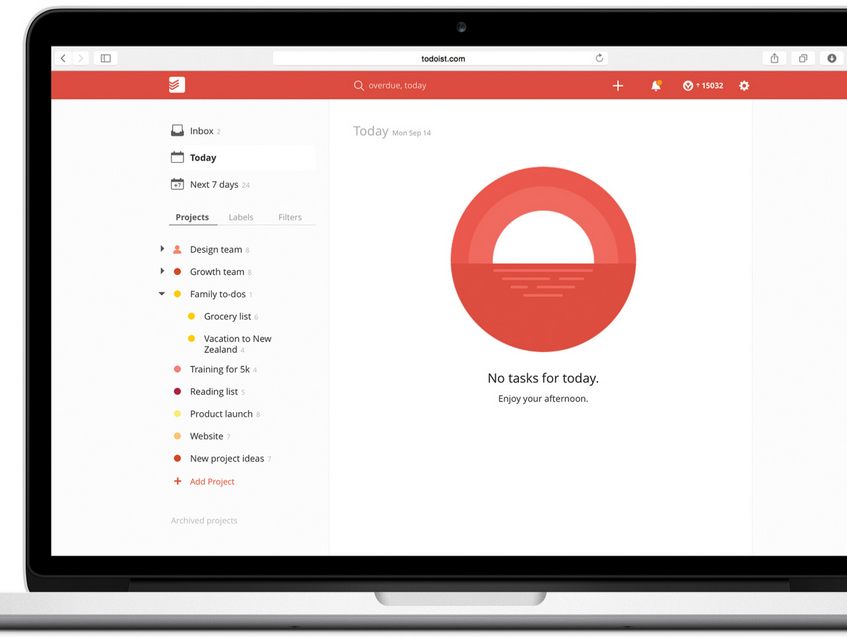 todoist.com
overdue, today
+ 15032
Inbox 2
Today
+7
Next 7 days 24
Projects Labels Filters
Design team 8
Growth team 8
Family to-dos 1
Grocery list 6
Vacation to New
Zealand 4
Training for 5k 4
Reading list 5
Product launch 8
Website 7
New project ideas 7
+ Add Project
Archived projects
Today Mon Sep 14
No tasks for today.
Enjoy your afternoon.